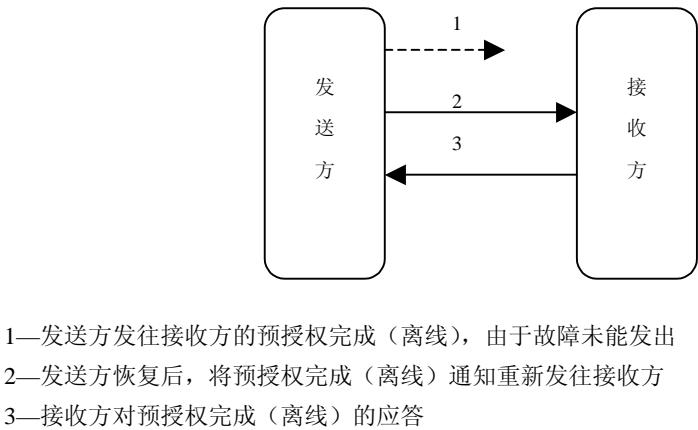 1
发送方
接收方
2
3
1—发送方发往接收方的预授权完成（离线），由于故障未能发出
2—发送方恢复后，将预授权完成（离线）通知重新发往接收方
3—接收方对预授权完成（离线）的应答